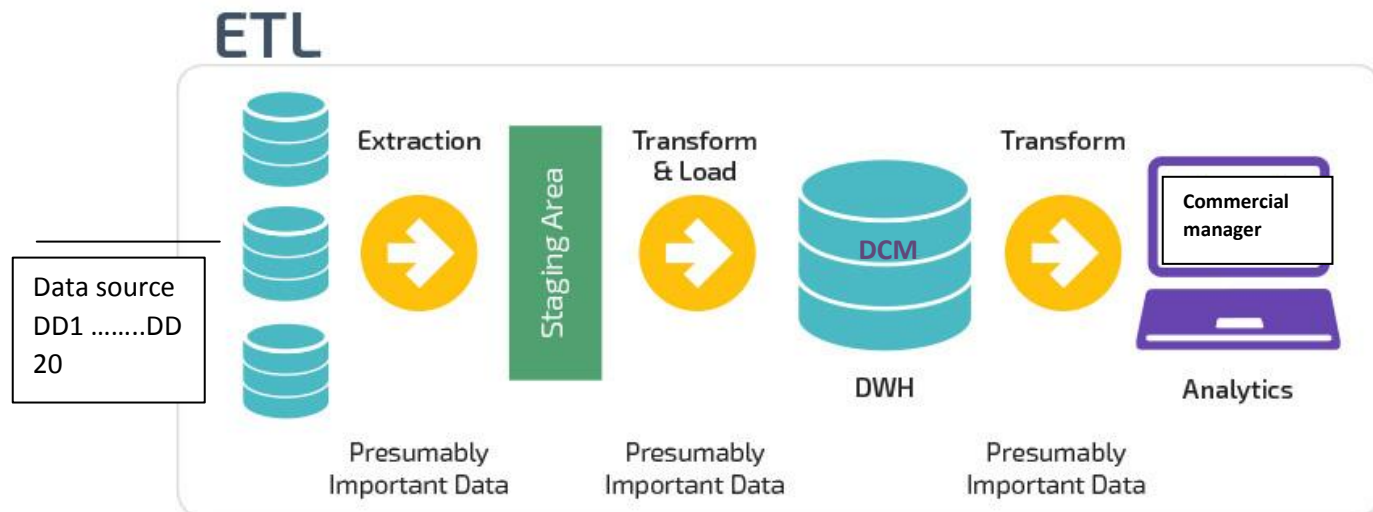 ETL
Extraction
Staging Area
Transform
& Load
Transform
Commercial
manager
DCM
Data source
DD1 ……..DD
20
DWH
Analytics
Presumably
Important Data
Presumably
Important Data
Presumably
Important Data